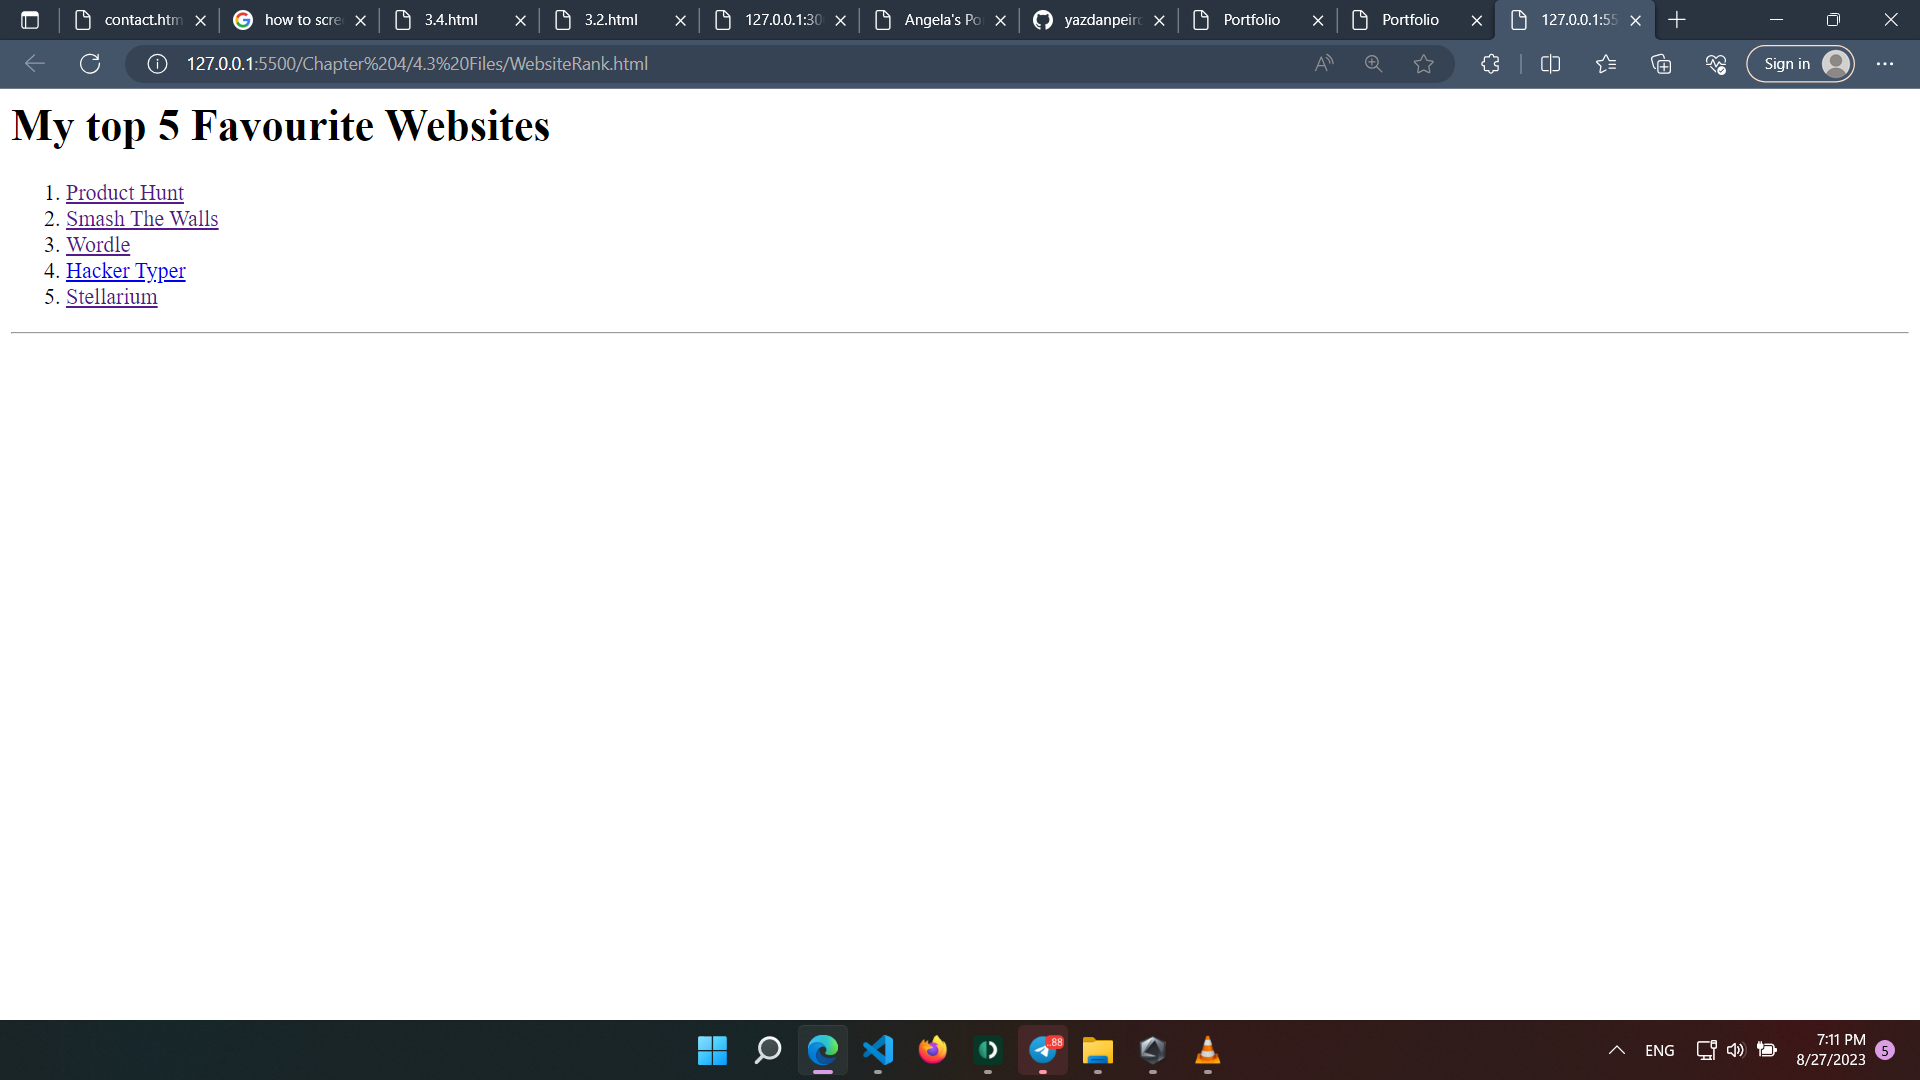 contact.htm
how to scre
3.4.html
3.2.html
127.0.0.1:30
Angela's Po
yazdanpeir
Portfolio
Portfolio
127.0.0.1:55
127.0.0.1:5500/Chapter%204/4.3%20Files/WebsiteRank.html
Sign in
My top 5 Favourite Websites
1. Product Hunt
2. Smash The Walls
3. Wordle
4. Hacker Typer
5. Stellarium
..88
ENG
7:11 PM
8/27/2023
5